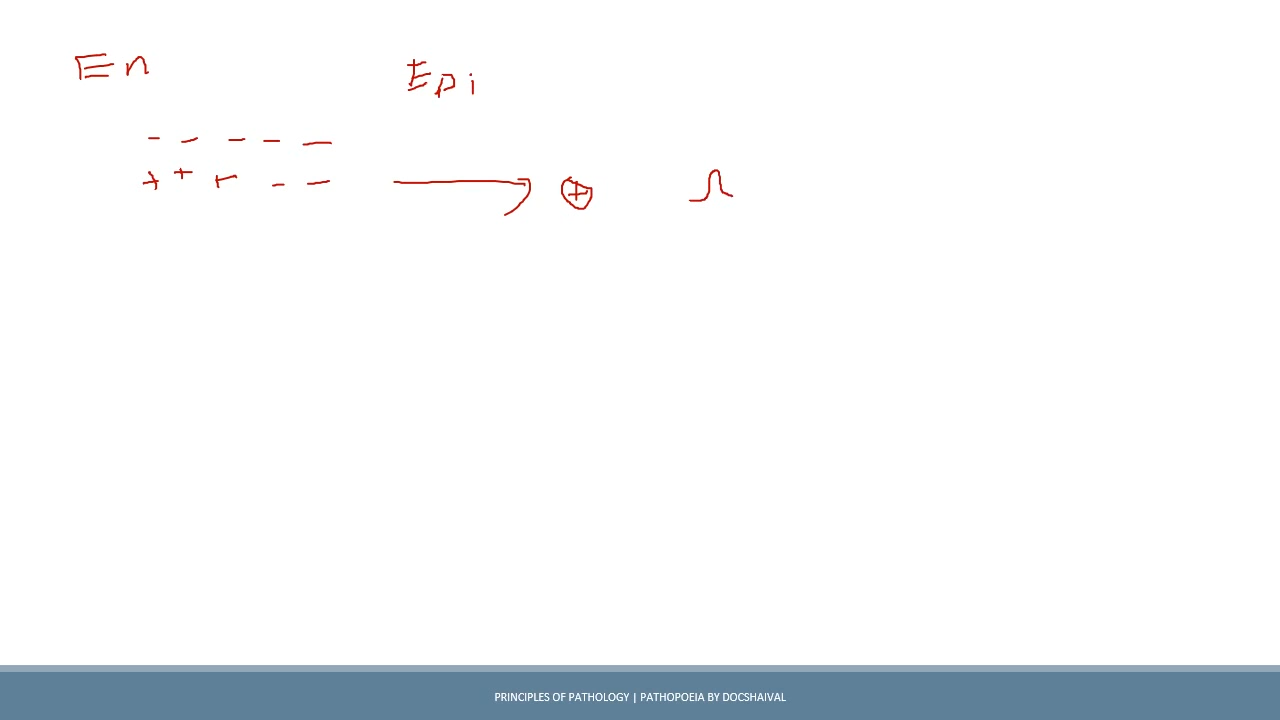 En
Epi
- - - - -
+ + + - - → ⊕
PRINCIPLES OF PATHOLOGY | PATHOPOEIA BY DOCSHAIVAL